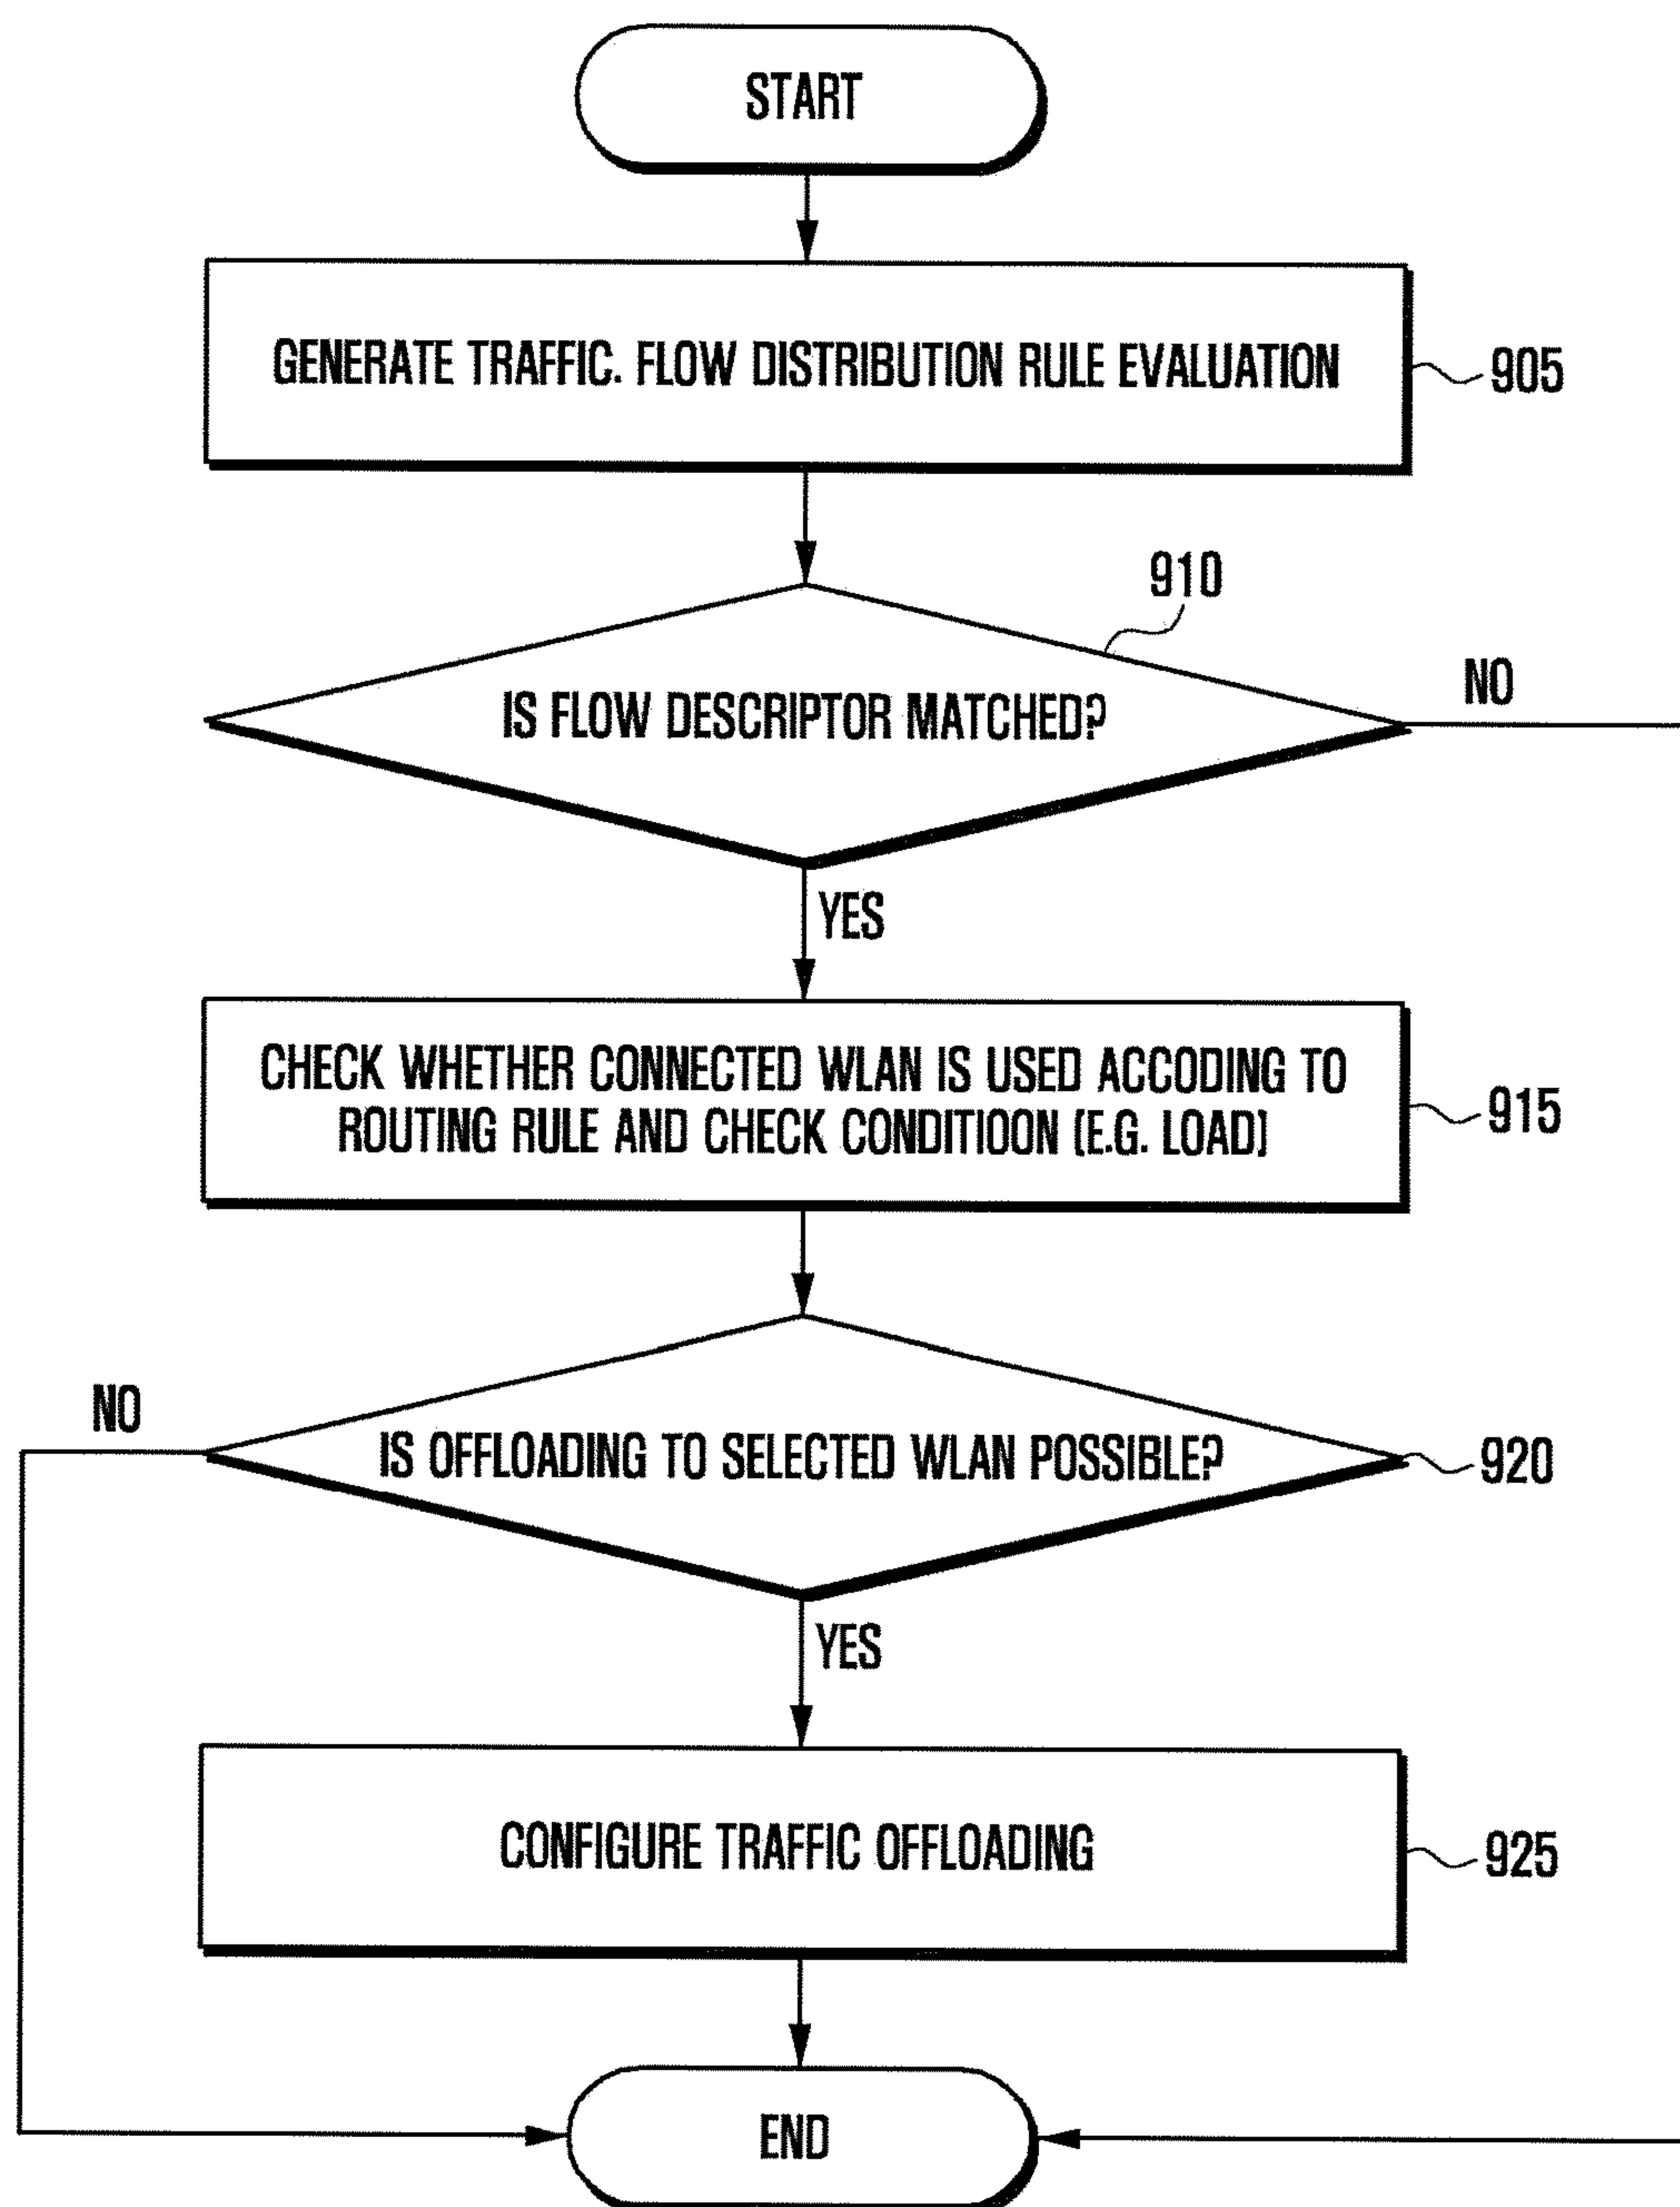 START
GENERATE TRAFFIC. FLOW DISTRIBUTION RULE EVALUATION
905
910
IS FLOW DESCRIPTOR MATCHED?
NO
YES
CHECK WHETHER CONNECTED WLAN IS USED ACCODING TO
ROUTING RULE AND CHECK CONDITIOON [E.G. LOAD]
915
NO
IS OFFLOADING TO SELECTED WLAN POSSIBLE?
920
YES
CONFIGURE TRAFFIC OFFLOADING
925
END